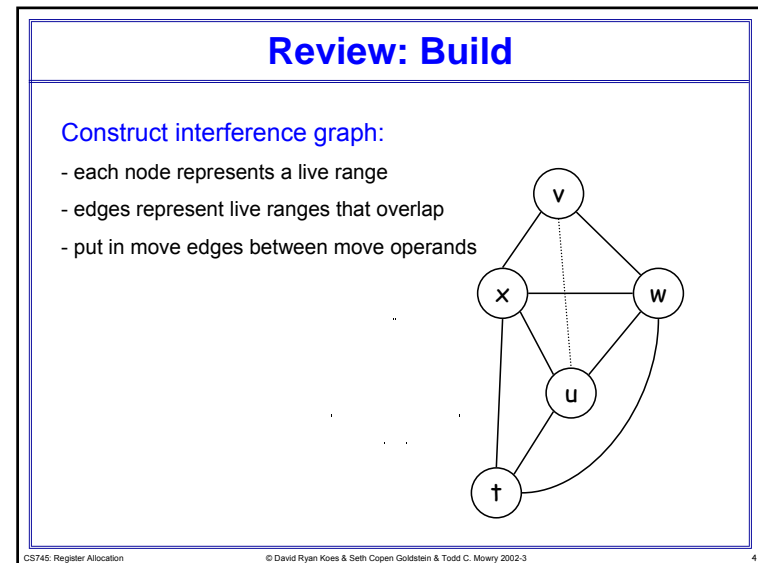 Review: Build
Construct interference graph:
- each node represents a live range
- edges represent live ranges that overlap
- put in move edges between move operands
v
x
w
u
t
CS745: Register Allocation
© David Ryan Koes & Seth Copen Goldstein & Todd C. Mowry 2002-3
4